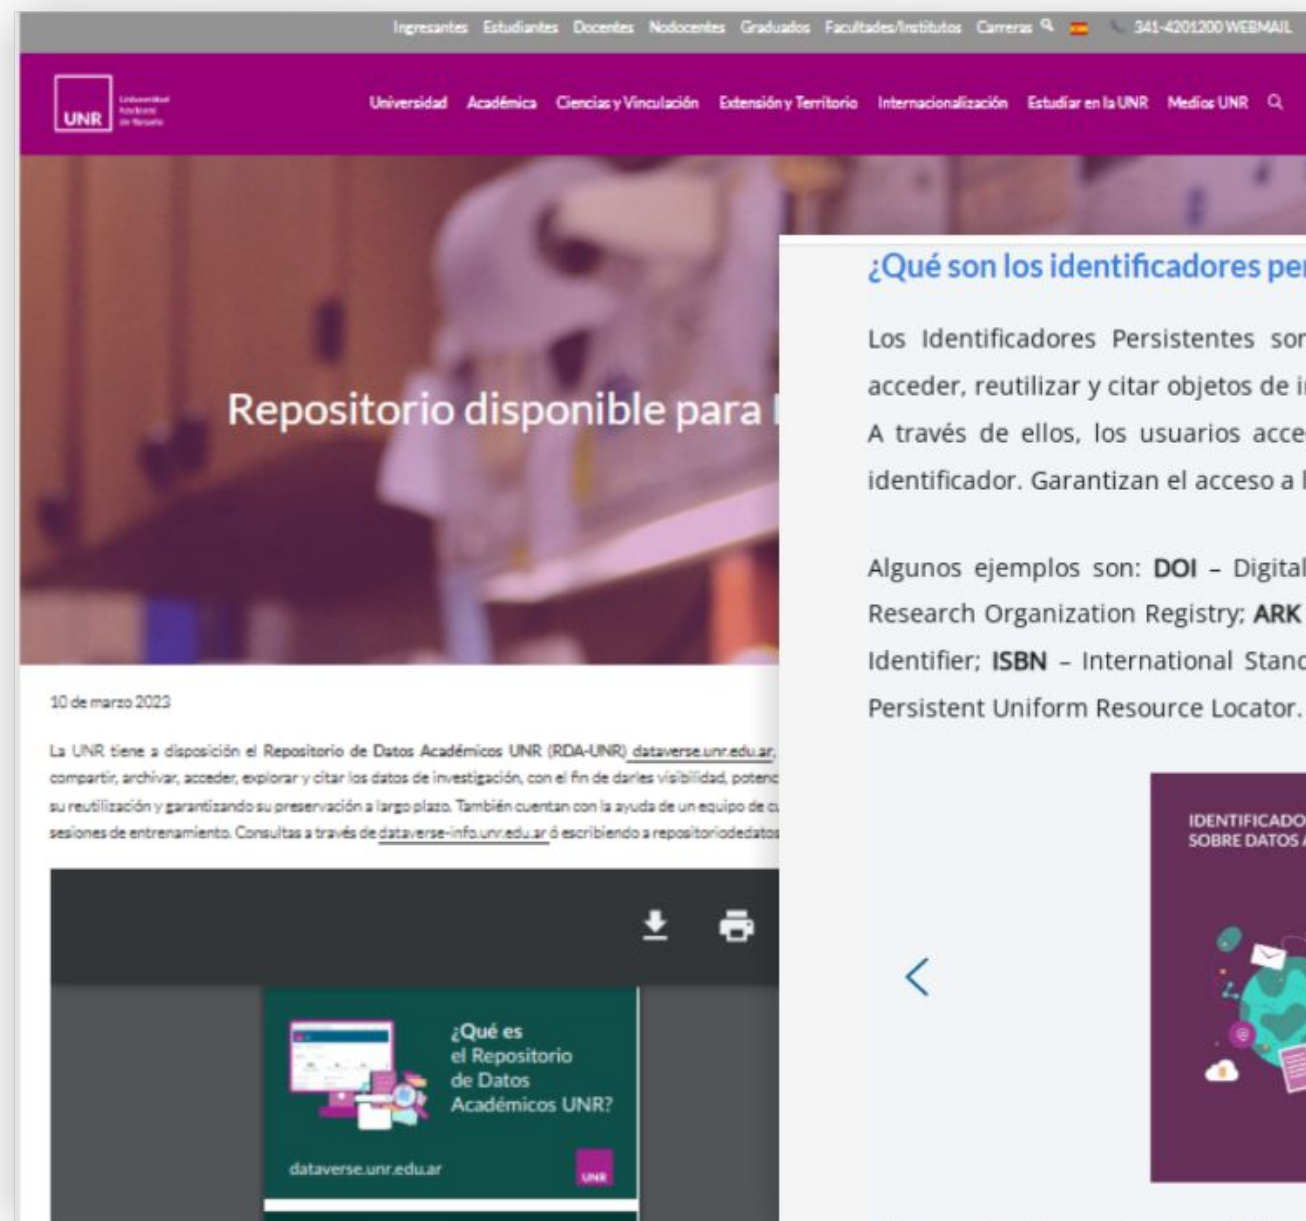 Ingresantes Estudiantes Docentes Nodocentes Graduados Facultades/Institutos Carreras 341-4201200 WEBMAIL
UNR
Universidad
Nacional
de Rosario
Universidad Académica Ciencias y Vinculación Extensión y Territorio Internacionalización Estudiar en la UNR Medios UNR
Repositorio disponible para
10 de marzo 2023
La UNR tiene a disposición el Repositorio de Datos Académicos UNR (RDA-UNR) dataverse.unr.edu.ar,
compartir, archivar, acceder, explorar y citar los datos de investigación, con el fin de darles visibilidad, potenc
su reutilización y garantizando su preservación a largo plazo. También cuentan con la ayuda de un equipo de cu
sesiones de entrenamiento. Consultas a través de dataverse-info.unr.edu.ar ó escribiendo a repositoriodedatos
¿Qué es
el Repositorio
de Datos
Académicos UNR?
dataverse.unr.edu.ar
UNR
¿Qué son los identificadores per
Los Identificadores Persistentes son
acceder, reutilizar y citar objetos de i
A través de ellos, los usuarios acce
identificador. Garantizan el acceso a l
Algunos ejemplos son: DOI – Digital
Research Organization Registry; ARK
Identifier; ISBN – International Stand
Persistent Uniform Resource Locator.
IDENTIFICADO
SOBRE DATOS A